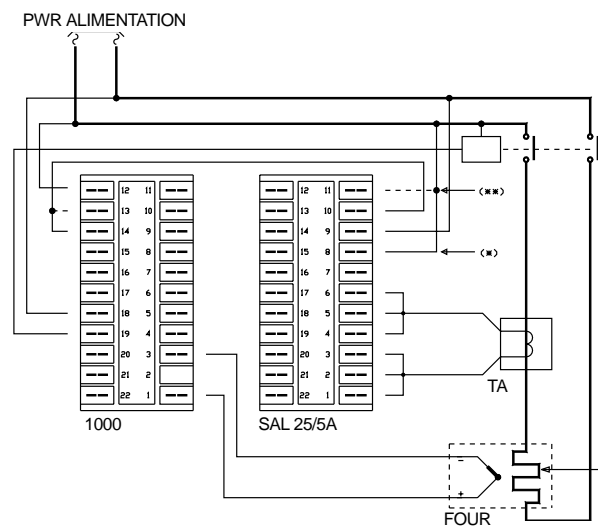 PWR ALIMENTATION
12 11 12 11 (**)
13 10 13 10
14 9 14 9
15 8 15 8 (*)
16 7 16 7
17 6 17 6
18 5 18 5
19 4 19 4
20 3 20 3
21 2 21 2
22 1 22 1
TA
1000 SAL 25/5A
–
+
FOUR